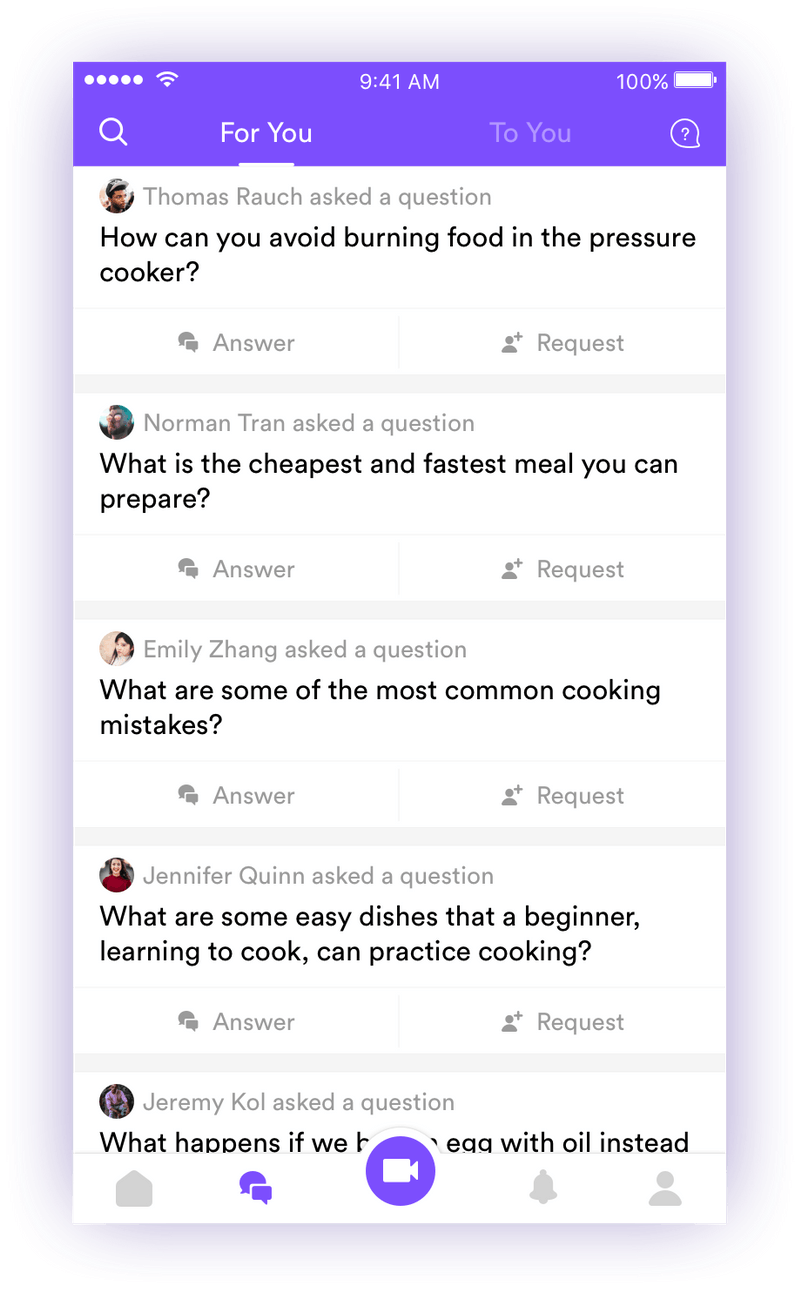 9:41 AM 100%
For You To You ?
Thomas Rauch asked a question
How can you avoid burning food in the pressure
cooker?
Answer Request
Norman Tran asked a question
What is the cheapest and fastest meal you can
prepare?
Answer Request
Emily Zhang asked a question
What are some of the most common cooking
mistakes?
Answer Request
Jennifer Quinn asked a question
What are some easy dishes that a beginner,
learning to cook, can practice cooking?
Answer Request
Jeremy Kol asked a question
What happens if we egg with oil instead